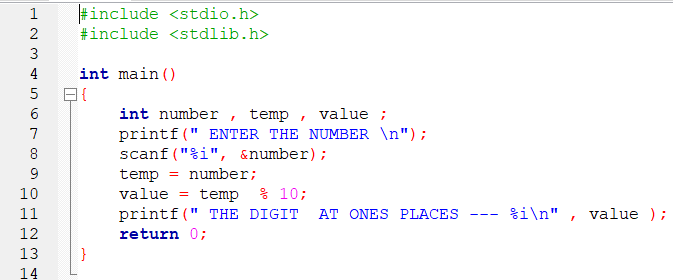 1 #include <stdio.h>
2 #include <stdlib.h>
3
4 int main()
5 {
6 int number , temp , value ;
7 printf(" ENTER THE NUMBER \n");
8 scanf("%i", &number);
9 temp = number;
10 value = temp  % 10;
11 printf(" THE DIGIT  AT ONES PLACES --- %i\n" , value );
12 return 0;
13 }
14